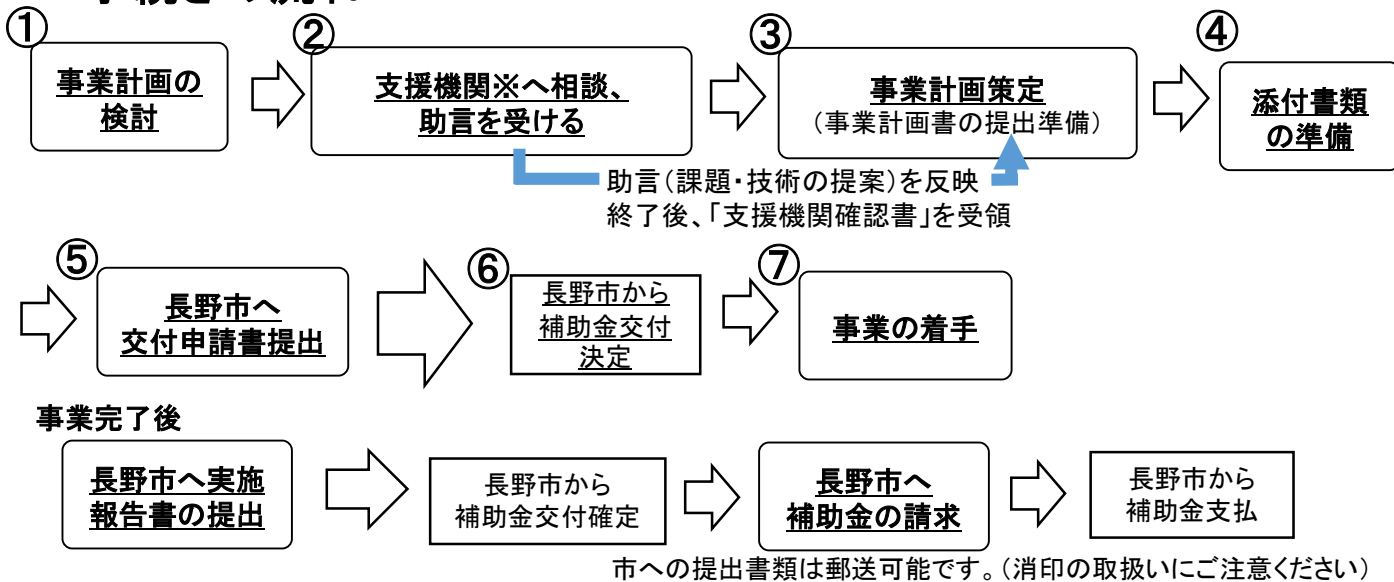 ①
事業計画の
検討
②
支援機関※へ相談、
助言を受ける
③
事業計画策定
（事業計画書の提出準備）
④
添付書類
の準備
助言（課題・技術の提案）を反映
終了後、「支援機関確認書」を受領
⑤
長野市へ
交付申請書提出
⑥
長野市から
補助金交付
決定
⑦
事業の着手
事業完了後
長野市へ実施
報告書の提出
長野市から
補助金交付確定
長野市へ
補助金の請求
長野市から
補助金支払
市への提出書類は郵送可能です。（消印の取扱いにご注意ください）